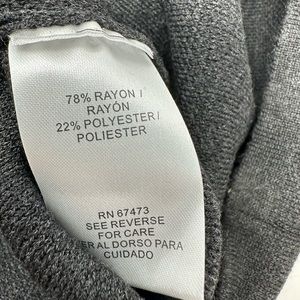 78% RAYON /
RAYÓN
22% POLYESTER/
POLIESTER
RN 67473
SEE REVERSE
FOR CARE
ER AL DORSO PARA
CUIDADO